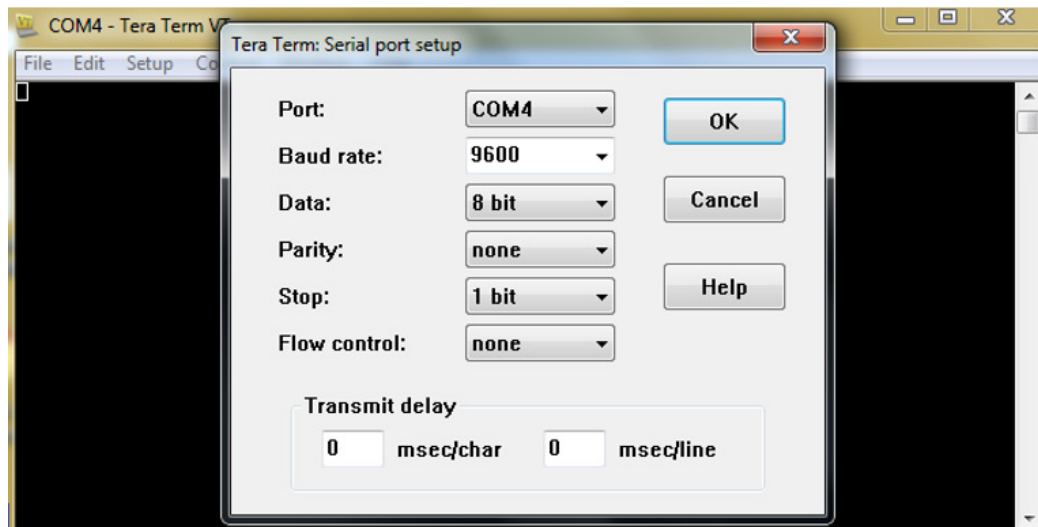 COM4 - Tera Term VT
File Edit Setup Co
Tera Term: Serial port setup
Port: COM4
Baud rate: 9600
Data: 8 bit
Parity: none
Stop: 1 bit
Flow control: none
OK
Cancel
Help
Transmit delay
0 msec/char 0 msec/line